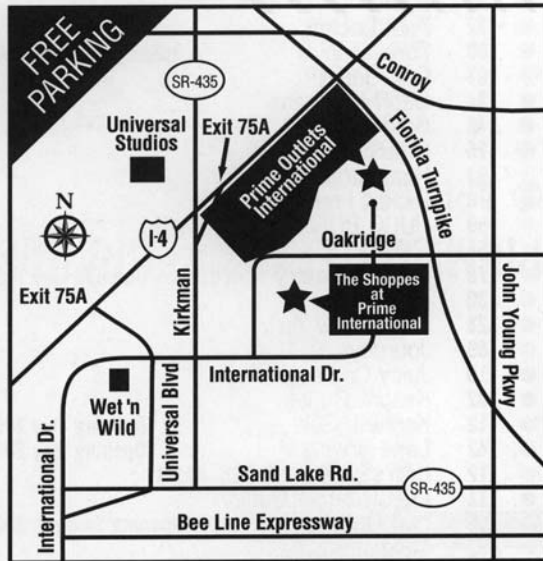 FREE
PARKING
SR-435
Conroy
Universal
Studios
Exit 75A
Prime Outlets
International
Florida Turnpike
N
I-4
Oakridge
Exit 75A
Kirkman
The Shoppes
at
Prime
International
John Young Pkwy
International Dr.
Wet 'n
Wild
Universal Blvd
International Dr.
Sand Lake Rd.
SR-435
Bee Line Expressway